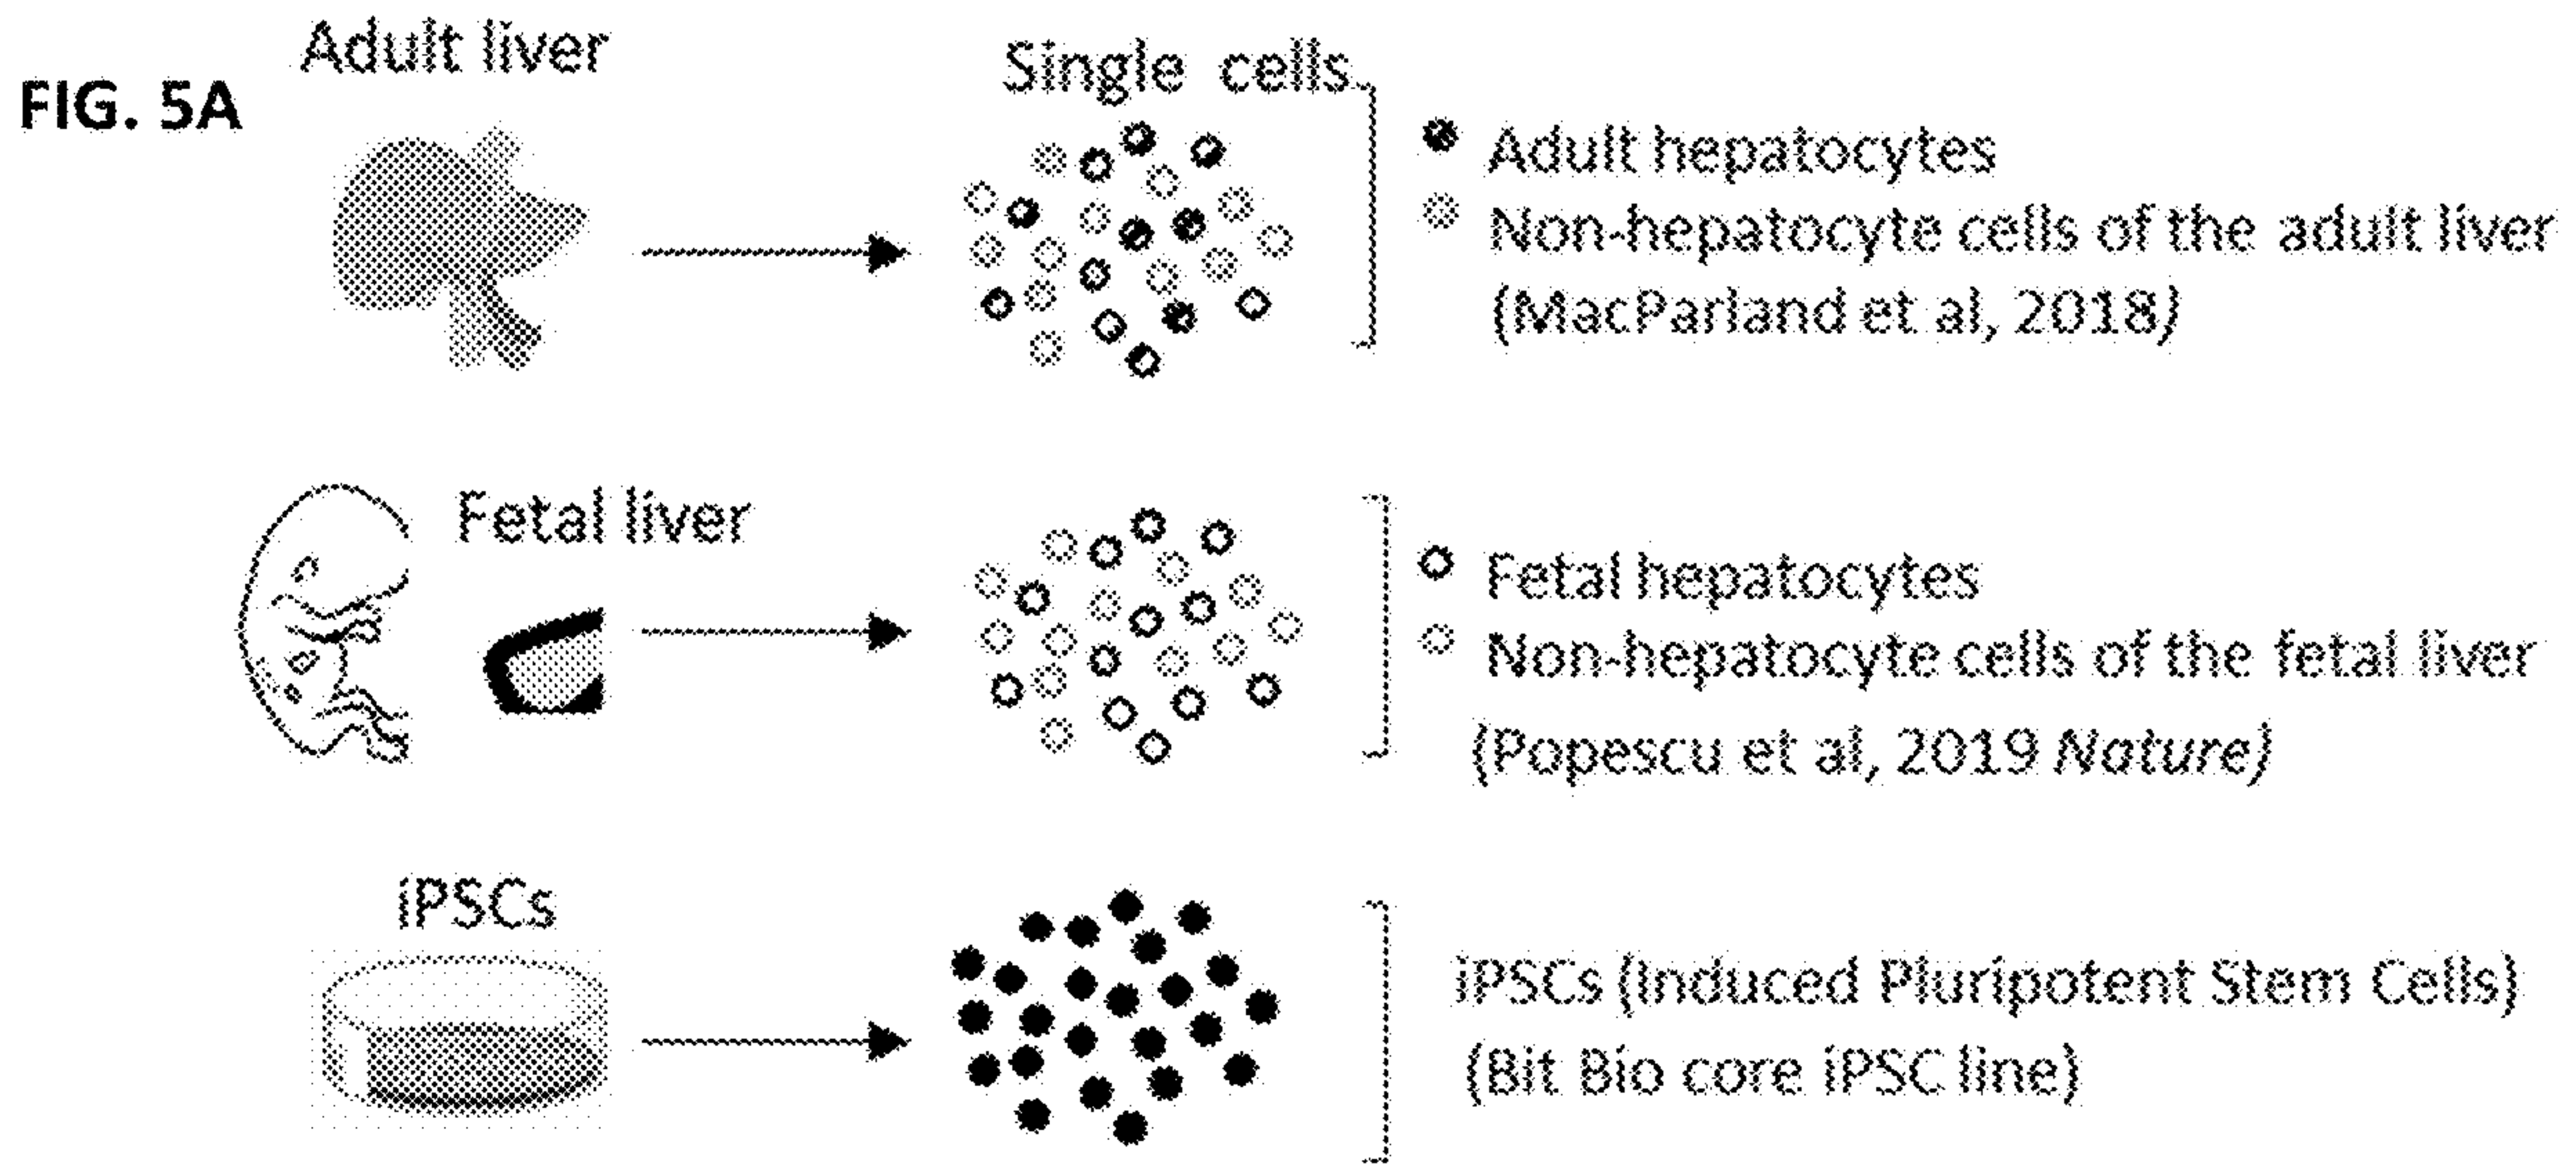 FIG. 5A
Adult liver
Single cells
Adult hepatocytes
Non-hepatocyte cells of the adult liver
(MacParland et al, 2018)
Fetal liver
Fetal hepatocytes
Non-hepatocyte cells of the fetal liver
(Popescu et al, 2019 Nature)
iPSCs
iPSCs (Induced Pluripotent Stem Cells)
(Bit Bio core iPSC line)